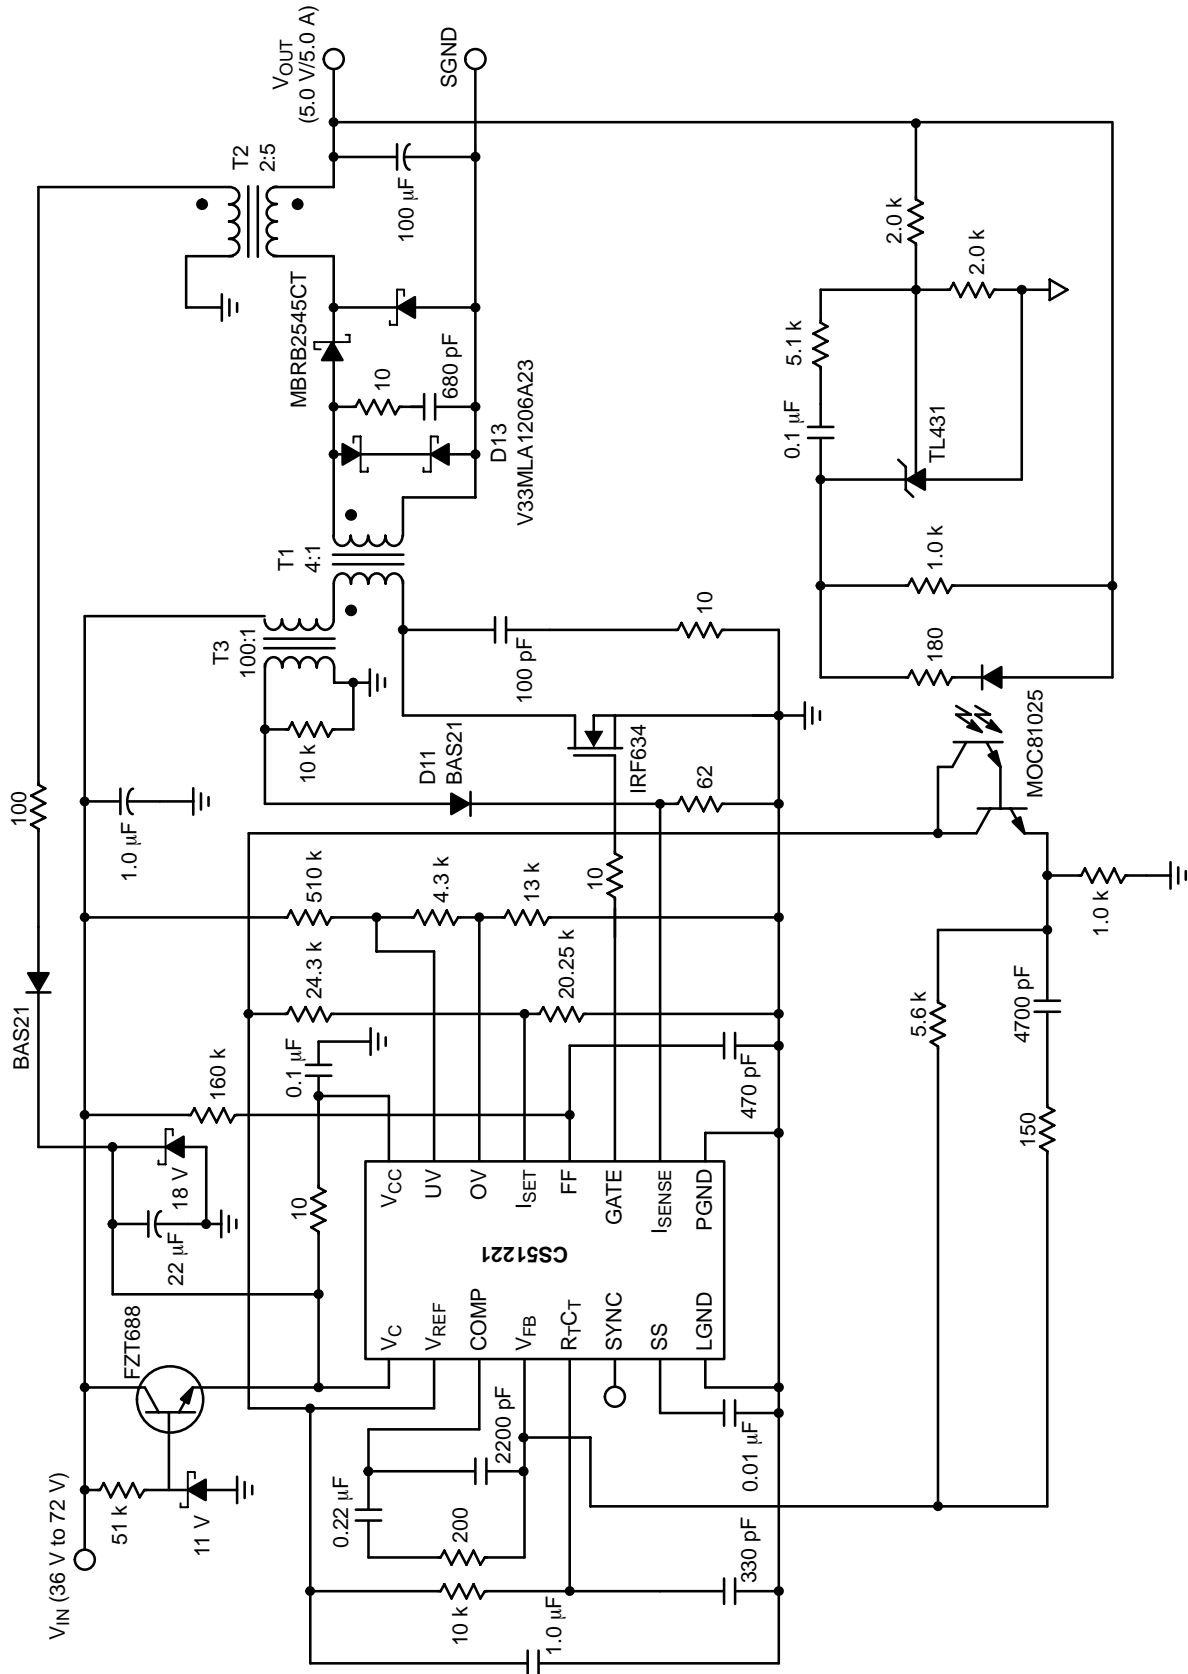 VIN (36 V to 72 V)
51 k
11 V
FZT688
22 µF
18 V
BAS21
100
160 k
10
0.1 µF
24.3 k
510 k
4.3 k
13 k
20.25 k
1.0 µF
10 k
T3
100:1
T1
4:1
T2
2:5
VOUT
(5.0 V/5.0 A)
SGND
100 µF
MBRB2545CT
10
680 pF
D13
V33MLA1206A23
D11
BAS21
62
10
IRF634
100 pF
10
0.22 µF
200
2200 pF
10 k
1.0 µF
330 pF
0.01 µF
VC
VREF
COMP
VFB
RTCT
SYNC
SS
LGND
CS51221
VCC
UV
OV
ISET
FF
GATE
ISENSE
PGND
470 pF
5.6 k
150
4700 pF
1.0 k
MOC81025
180
1.0 k
TL431
0.1 µF
5.1 k
2.0 k
2.0 k